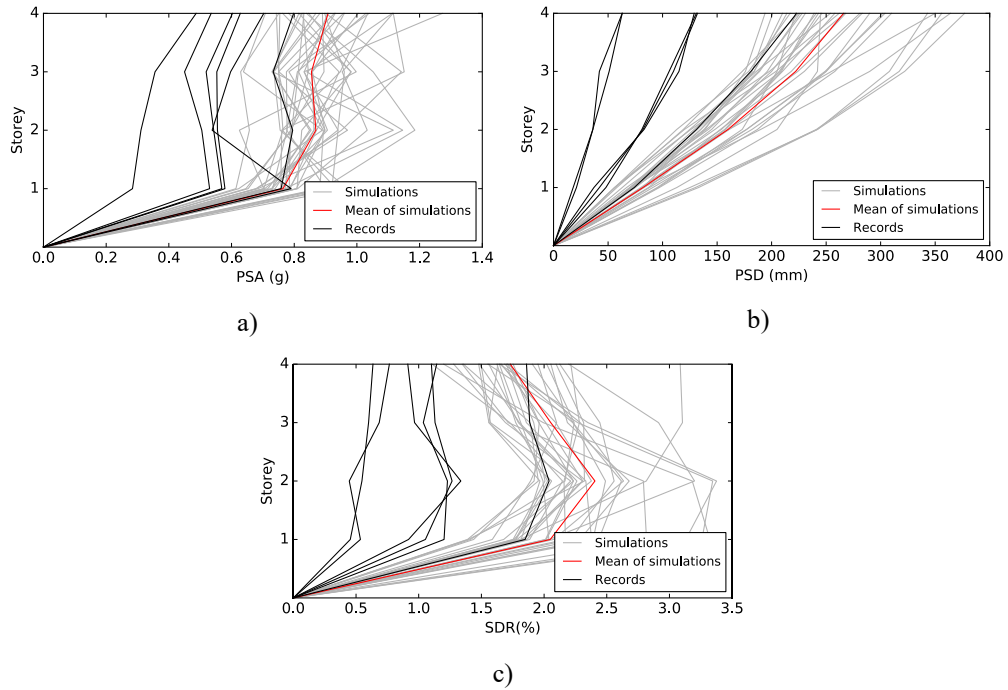 4
3
2
1
Storey
0.0 0.2 0.4 0.6 0.8 1.0 1.2 1.4
PSA (g)
Simulations
Mean of simulations
Records
a)
4
3
2
1
Storey
0 50 100 150 200 250 300 350 400
PSD (mm)
Simulations
Mean of simulations
Records
b)
4
3
2
1
Storey
0.0 0.5 1.0 1.5 2.0 2.5 3.0 3.5
SDR(%)
Simulations
Mean of simulations
Records
c)